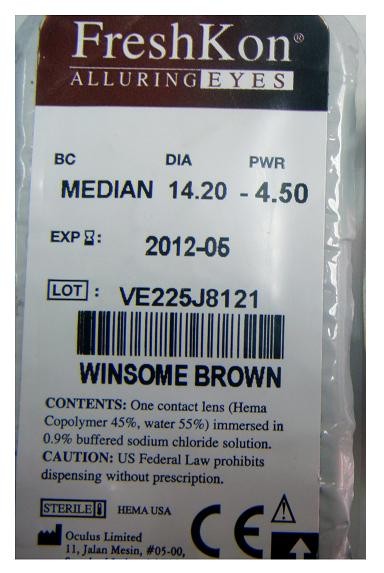 FreshKon®
ALLURING EYES
BC DIA PWR
MEDIAN 14.20 - 4.50
EXP : 2012-05
LOT : VE225J8121
WINSOME BROWN
CONTENTS: One contact lens (Hema
Copolymer 45%, water 55%) immersed in
0.9% buffered sodium chloride solution.
CAUTION: US Federal Law prohibits
dispensing without prescription.
STERILE HEMA USA
CE
Oculus Limited
11, Jalan Mesin, #05-00,